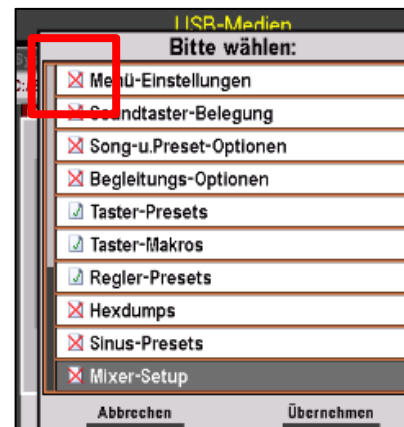 USB-Medien
Bitte wählen:
Menü-Einstellungen
Soundtaster-Belegung
Song-u.Preset-Optionen
Begleitungs-Optionen
Taster-Presets
Taster-Makros
Regler-Presets
Hexdumps
Sinus-Presets
Mixer-Setup
Abbrechen Übernehmen